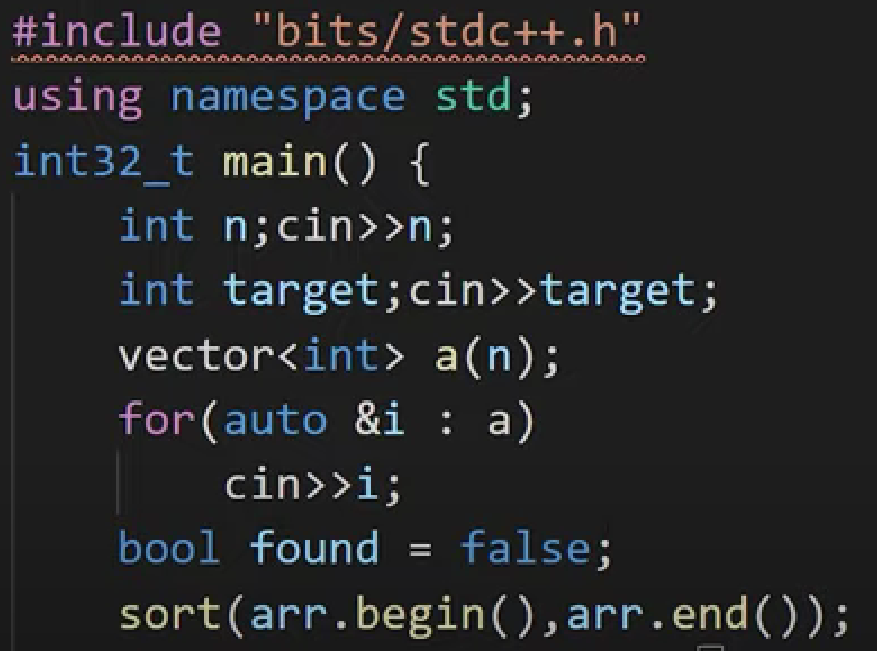 #include "bits/stdc++.h"
using namespace std;
int32_t main() {
int n;cin>>n;
int target;cin>>target;
vector<int> a(n);
for(auto &i : a)
cin>>i;
bool found = false;
sort(arr.begin(),arr.end());